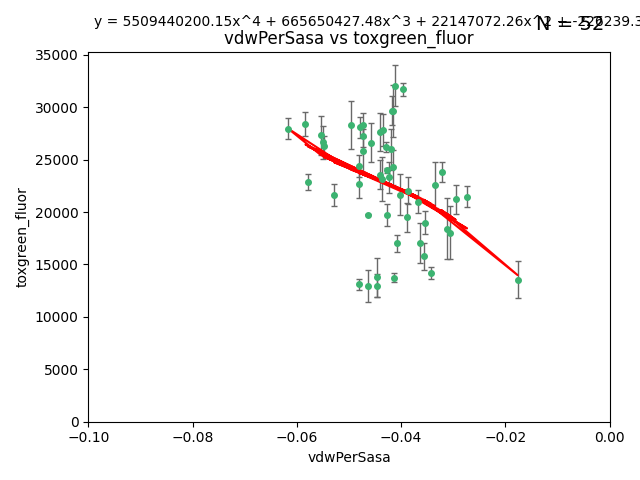 y = 5509440200.15x^4 + 665650427.48x^3 + 22147072.26x^2 +
N = 52
vdwPerSasa vs toxgreen_fluor
35000
30000
25000
20000
15000
10000
5000
0
toxgreen_fluor
−0.10
−0.08
−0.06
−0.04
−0.02
0.00
vdwPerSasa